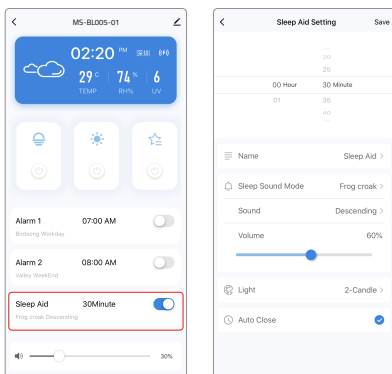 MS-BL005-01
02:20 PM 深圳
29 °C 74 % 6
TEMP RH% UV
Alarm 1 07:00 AM
Birdsong Workday
Alarm 2 08:00 AM
Valley WeekEnd
Sleep Aid 30Minute
Frog croak Descending
30%
Sleep Aid Setting Save
20
25
00 Hour 30 Minute
01 35
40
Name Sleep Aid >
Sleep Sound Mode Frog croak >
Sound Descending >
Volume 60%
Light 2-Candle >
Auto Close